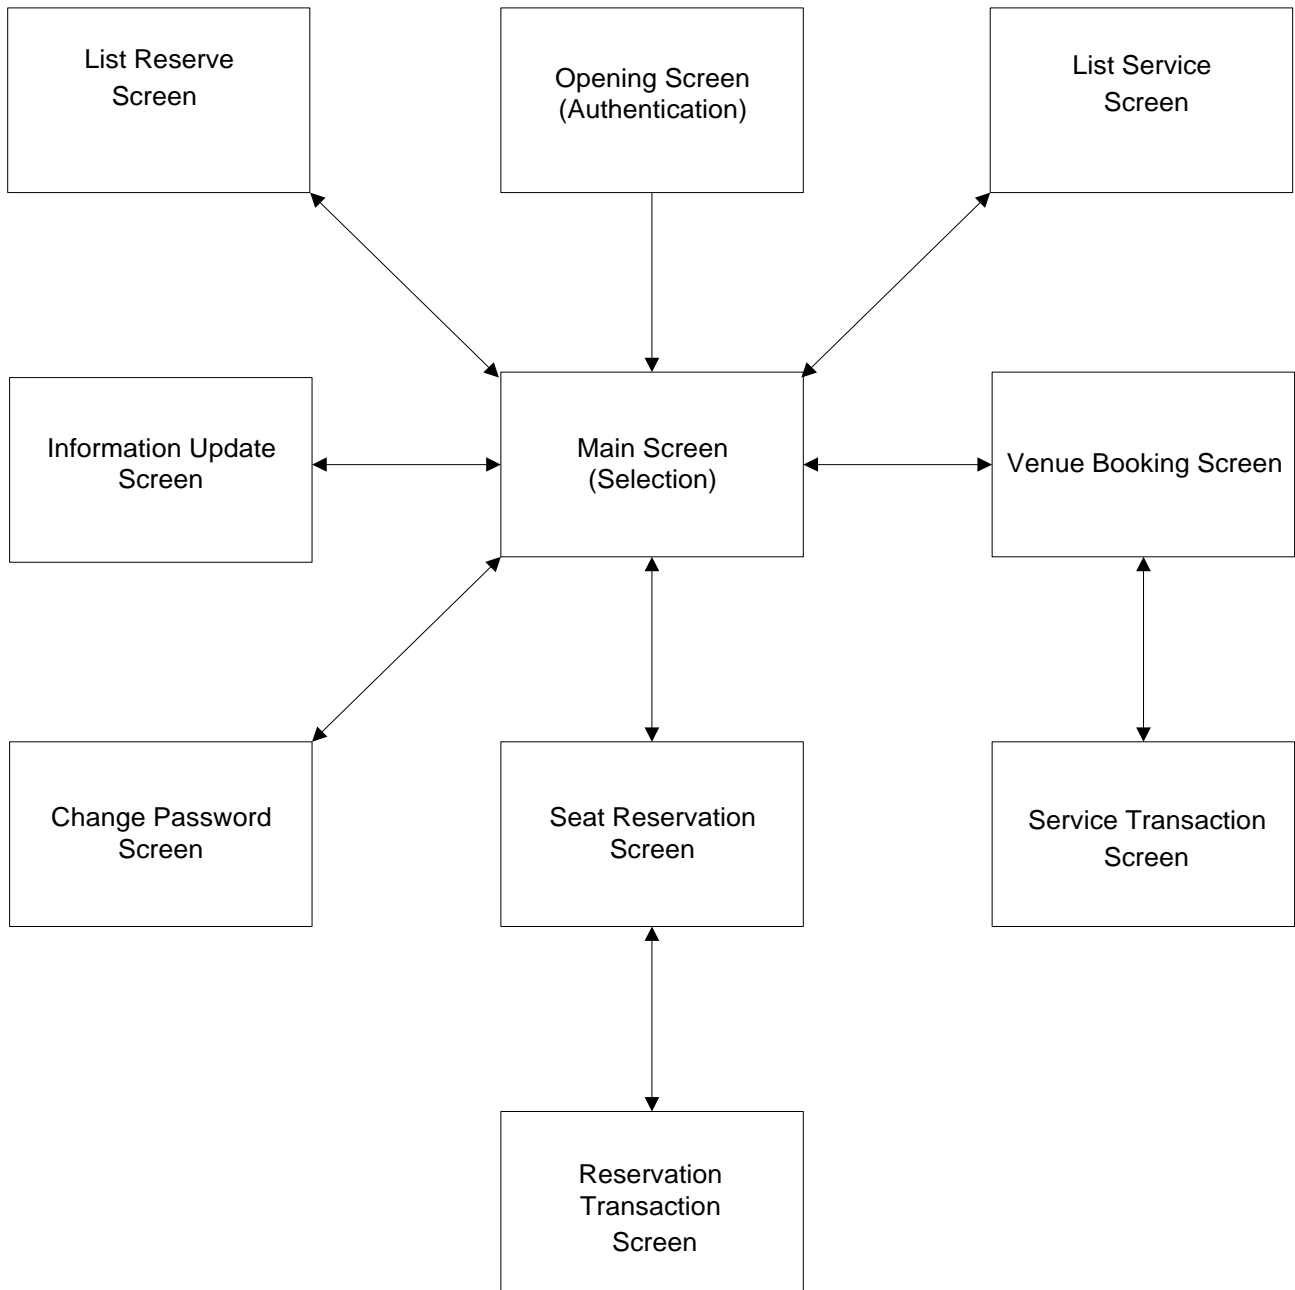 List Reserve
Screen
Opening Screen
(Authentication)
List Service
Screen
Information Update
Screen
Main Screen
(Selection)
Venue Booking Screen
Change Password
Screen
Seat Reservation
Screen
Service Transaction
Screen
Reservation
Transaction
Screen